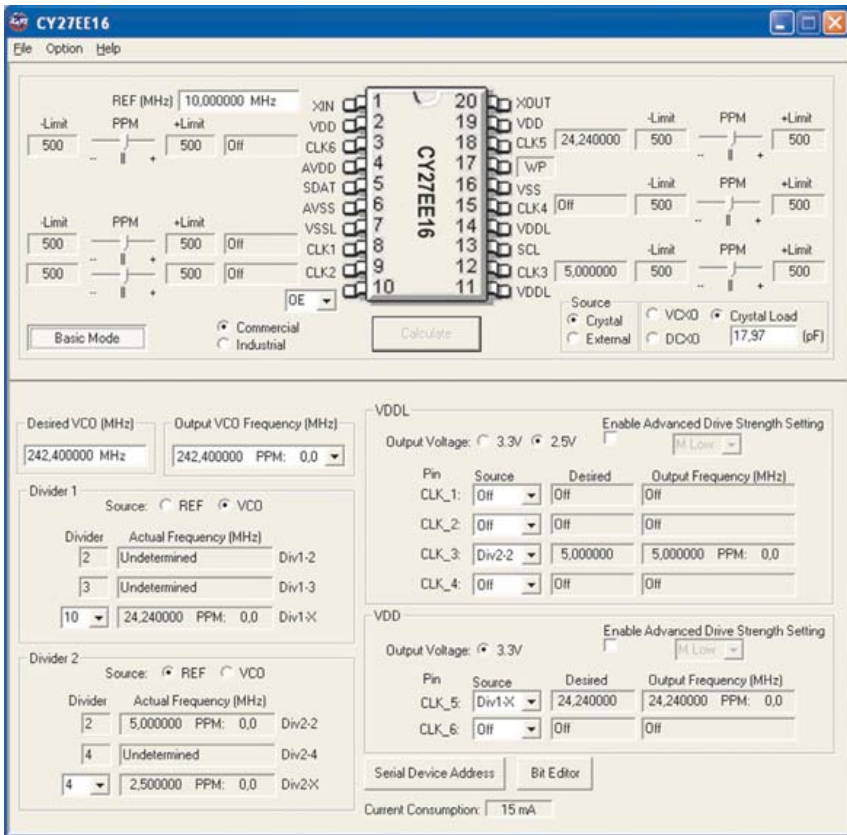 CY27EE16
File Option Help
REF (MHz) 10,000000 MHz
-Limit PPM +Limit
500 500 Off
-- +
-Limit PPM +Limit
500 500 Off
-- +
500 500 Off
-- +
XIN 1
VDD 2
CLK6 3
AVDD 4
SDAT 5
AVSS 6
VSSL 7
CLK1 8
CLK2 9
OE 10
CY27EE16
20 XOUT
19 VDD
18 CLK5 24,240000
17 WP
16 VSS
15 CLK4 Off
14 VDDL
13 SCL
12 CLK3 5,000000
11 VDDL
-Limit PPM +Limit
500 500
-- +
-Limit PPM +Limit
500 500
-- +
-Limit PPM +Limit
500 500
-- +
Basic Mode
Commercial
Industrial
Calculate
Source
Crystal
External
VCXO
DCXO
Crystal Load
17,97 (pF)
Desired VCO (MHz)
242,400000 MHz
Output VCO Frequency (MHz)
242,400000 PPM: 0,0
Divider 1
Source: REF VCO
Divider Actual Frequency (MHz)
2 Undetermined Div1-2
3 Undetermined Div1-3
10 24,240000 PPM: 0,0 Div1-X
Divider 2
Source: REF VCO
Divider Actual Frequency (MHz)
2 5,000000 PPM: 0,0 Div2-2
4 Undetermined Div2-4
4 2,500000 PPM: 0,0 Div2-X
VDDL
Enable Advanced Drive Strength Setting
Output Voltage: 3.3V 2.5V
M Low
Pin Source Desired Output Frequency (MHz)
CLK_1: Off Off Off
CLK_2: Off Off Off
CLK_3: Div2-2 5,000000 5,000000 PPM: 0,0
CLK_4: Off Off Off
VDD
Enable Advanced Drive Strength Setting
Output Voltage: 3.3V
M Low
Pin Source Desired Output Frequency (MHz)
CLK_5: Div1-X 24,240000 24,240000 PPM: 0,0
CLK_6: Off Off Off
Serial Device Address Bit Editor
Current Consumption: 15 mA